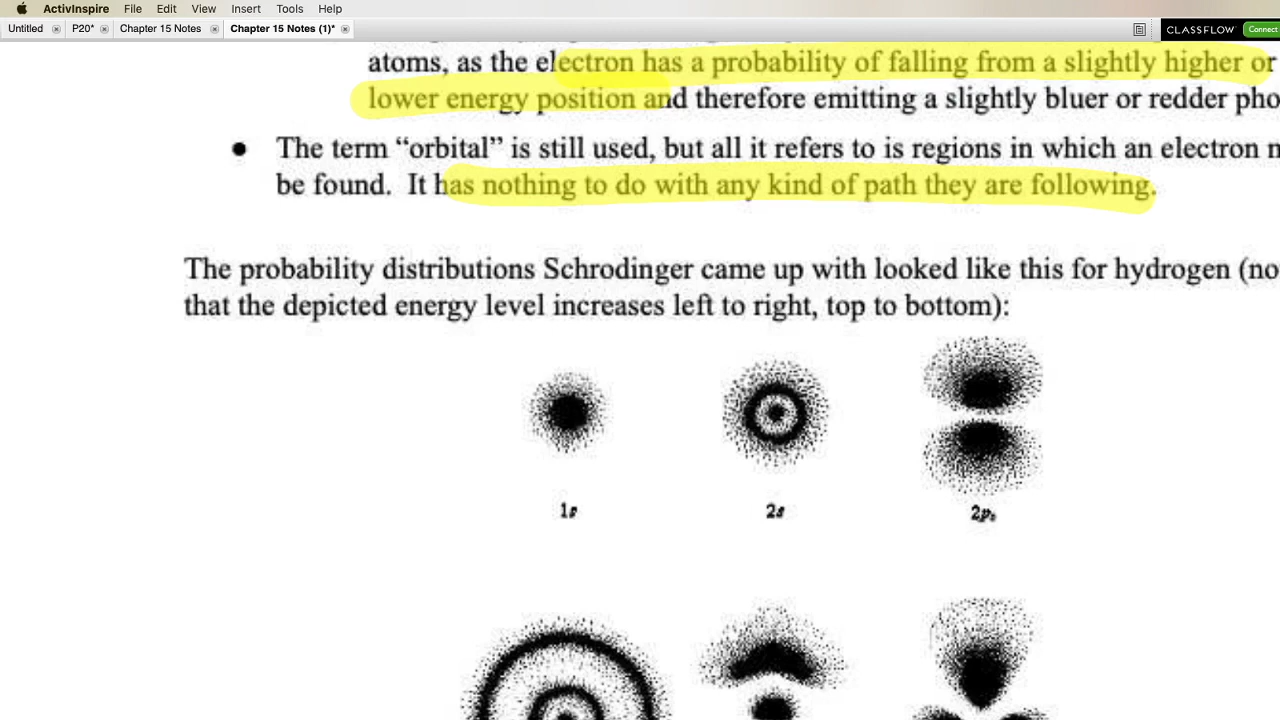 ActivInspire File Edit View Insert Tools Help
Untitled P20* Chapter 15 Notes Chapter 15 Notes (1)* CLASSFLOW Connect
atoms, as the electron has a probability of falling from a slightly higher or
lower energy position and therefore emitting a slightly bluer or redder pho
• The term “orbital” is still used, but all it refers to is regions in which an electron
be found. It has nothing to do with any kind of path they are following.
The probability distributions Schrodinger came up with looked like this for hydrogen (no
that the depicted energy level increases left to right, top to bottom):
1s 2s 2pz